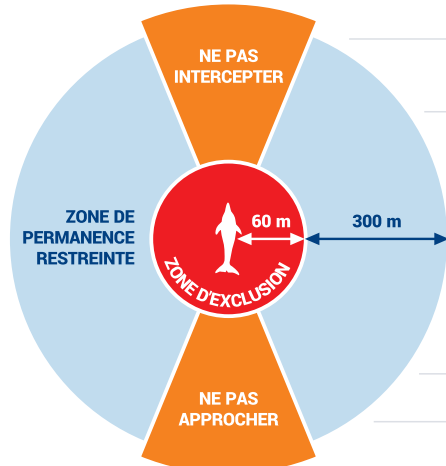 NE PAS
INTERCEPTER
ZONE DE
PERMANENCE
RESTREINTE
60 m
300 m
ZONE D'EXCLUSION
NE PAS
APPROCHER